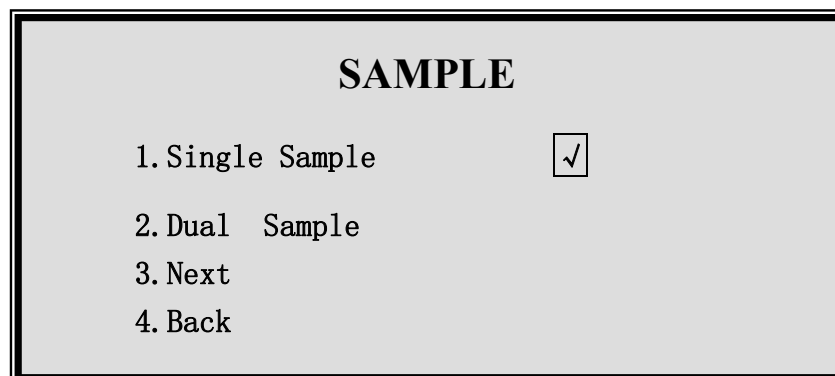 SAMPLE
1.Single Sample √
2.Dual Sample
3.Next
4.Back